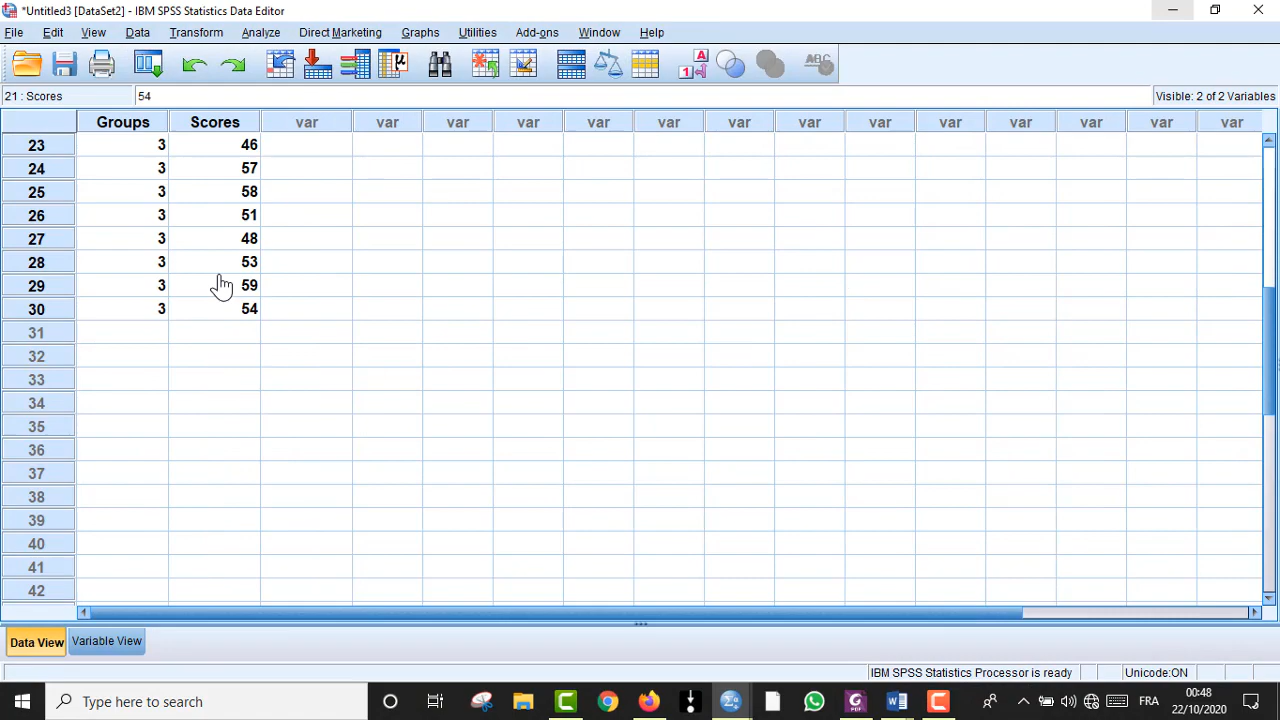 *Untitled3 [DataSet2] - IBM SPSS Statistics Data Editor
File Edit View Data Transform Analyze Direct Marketing Graphs Utilities Add-ons Window Help
21 : Scores 54 Visible: 2 of 2 Variables
Groups Scores var var var var var var var var var var var var var var
23 3 46
24 3 57
25 3 58
26 3 51
27 3 48
28 3 53
29 3 59
30 3 54
31
32
33
34
35
36
37
38
39
40
41
42
Data View Variable View
IBM SPSS Statistics Processor is ready Unicode:ON
Type here to search FRA 00:48
22/10/2020